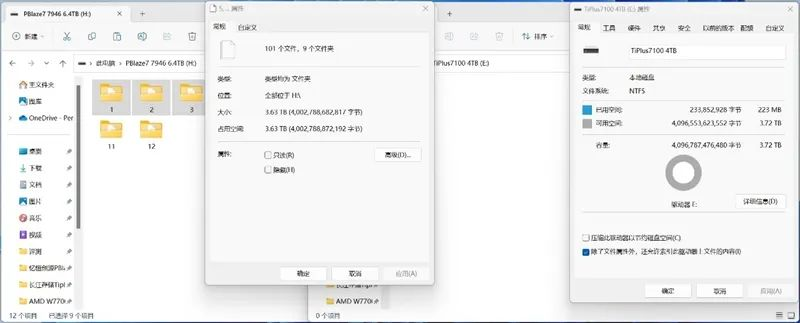 PBlaze7 7946 6.4TB (H:)
新建
此电脑 > PBlaze7 7946 6.4TB (H:)
主文件夹
图库
OneDrive - Per
桌面
下载
文档
图片
音乐
视频
评测
忆恒创源PBla
长江存储TiPl
AMD W770
1
2
3
11
12
12 个项目
已选择 9 个项目
5, ... 属性
常规
自定义
101 个文件，9 个文件夹
类型:
类型均为 文件夹
位置:
全部位于 H:\
大小:
3.63 TB (4,002,788,682,817 字节)
占用空间:
3.63 TB (4,002,788,872,192 字节)
属性:
只读(R)
高级(D)...
隐藏(H)
确定
取消
应用(A)
排序
TiPlus7100 4TB (E:)
长江存储TiPl
AMD W770
0 个项目
TiPlus7100 4TB (E:) 属性
常规
工具
硬件
共享
安全
以前的版本
配额
自定义
TiPlus7100 4TB
类型:
本地磁盘
文件系统:
NTFS
已用空间:
233,852,928 字节
223 MB
可用空间:
4,096,553,623,552 字节
3.72 TB
容量:
4,096,787,476,480 字节
3.72 TB
驱动器 E:
详细信息(D)
压缩此驱动器以节约磁盘空间(C)
除了文件属性外，还允许索引此驱动器上文件的内容(I)
确定
取消
应用(A)